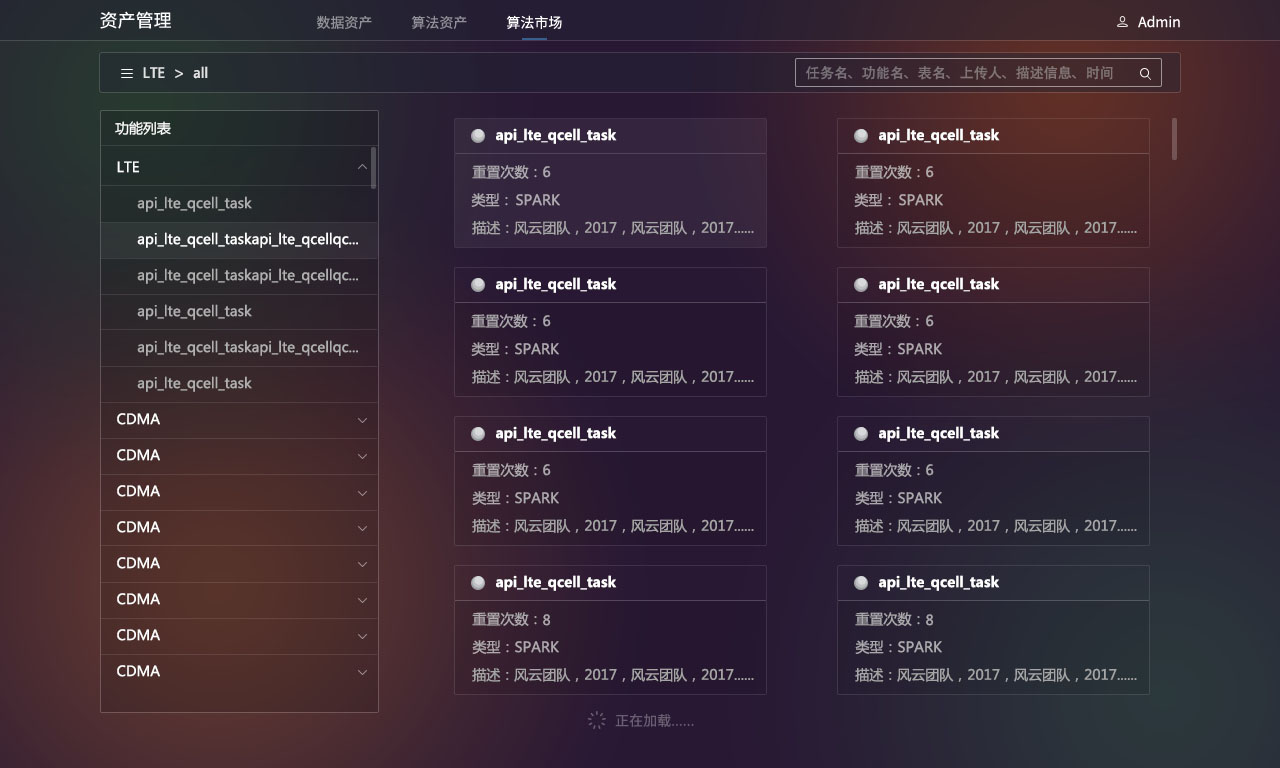 资产管理 数据资产 算法资产 算法市场 Admin
LTE > all 任务名、功能名、表名、上传人、描述信息、时间
功能列表
LTE
api_lte_qcell_task
api_lte_qcell_taskapi_lte_qcellqc...
api_lte_qcell_taskapi_lte_qcellqc...
api_lte_qcell_task
api_lte_qcell_taskapi_lte_qcellqc...
api_lte_qcell_task
CDMA
CDMA
CDMA
CDMA
CDMA
CDMA
CDMA
CDMA
api_lte_qcell_task
重置次数：6
类型： SPARK
描述：风云团队，2017，风云团队，2017......
api_lte_qcell_task
重置次数：6
类型： SPARK
描述：风云团队，2017，风云团队，2017......
api_lte_qcell_task
重置次数：6
类型：SPARK
描述：风云团队，2017，风云团队，2017......
api_lte_qcell_task
重置次数：6
类型：SPARK
描述：风云团队，2017，风云团队，2017......
api_lte_qcell_task
重置次数：6
类型：SPARK
描述：风云团队，2017，风云团队，2017......
api_lte_qcell_task
重置次数：6
类型：SPARK
描述：风云团队，2017，风云团队，2017......
api_lte_qcell_task
重置次数：8
类型：SPARK
描述：风云团队，2017，风云团队，2017......
api_lte_qcell_task
重置次数：8
类型：SPARK
描述：风云团队，2017，风云团队，2017......
正在加载......